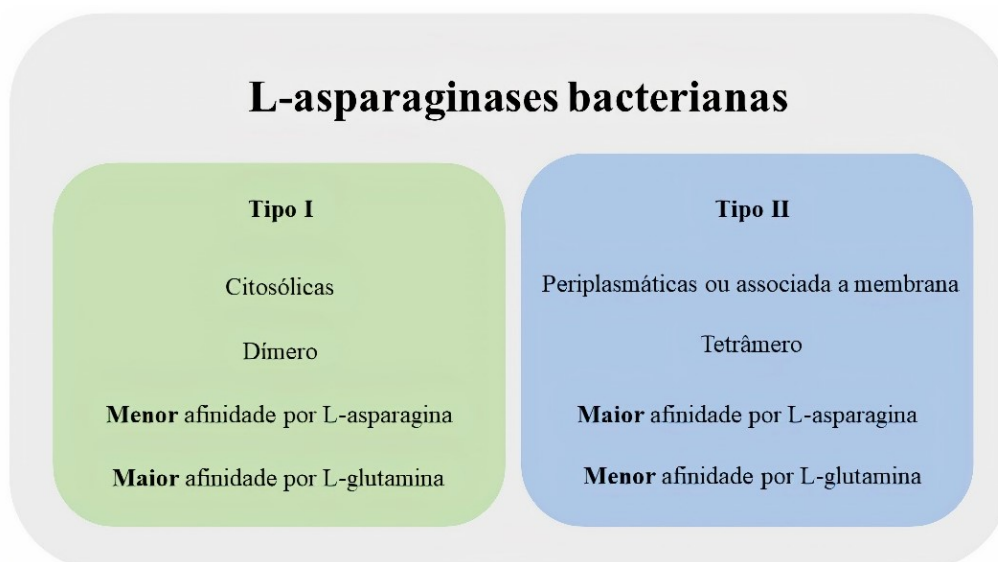 L-asparaginases bacterianas
Tipo I
Citosólicas
Dímero
Menor afinidade por L-asparagina
Maior afinidade por L-glutamina
Tipo II
Periplasmáticas ou associada a membrana
Tetrâmero
Maior afinidade por L-asparagina
Menor afinidade por L-glutamina